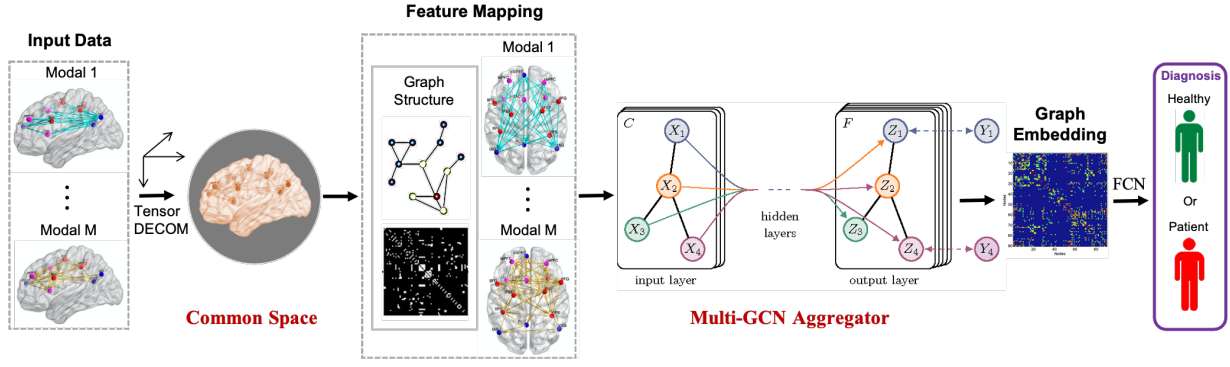 Input Data
Modal 1
Modal M
Tensor
DECOM
Common Space
Feature Mapping
Graph
Structure
Modal 1
Modal M
C
X1
X2
X3
X4
input layer
hidden
layers
F
Z1
Z2
Z3
Z4
Y1
Y4
output layer
Multi-GCN Aggregator
Graph
Embedding
Nodes
Nodes
FCN
Diagnosis
Healthy
Or
Patient